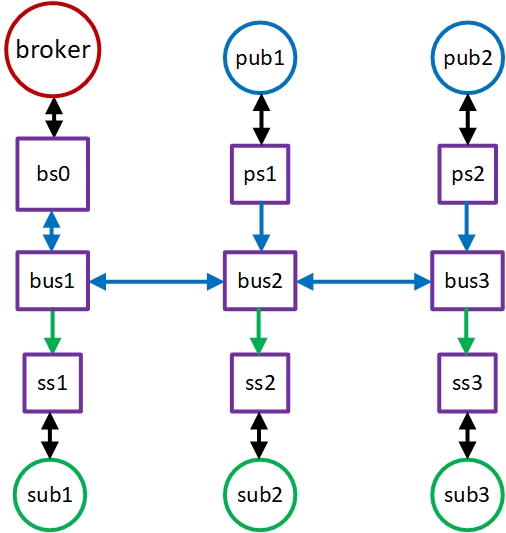 broker pub1 pub2
bs0 ps1 ps2
bus1 bus2 bus3
ss1 ss2 ss3
sub1 sub2 sub3